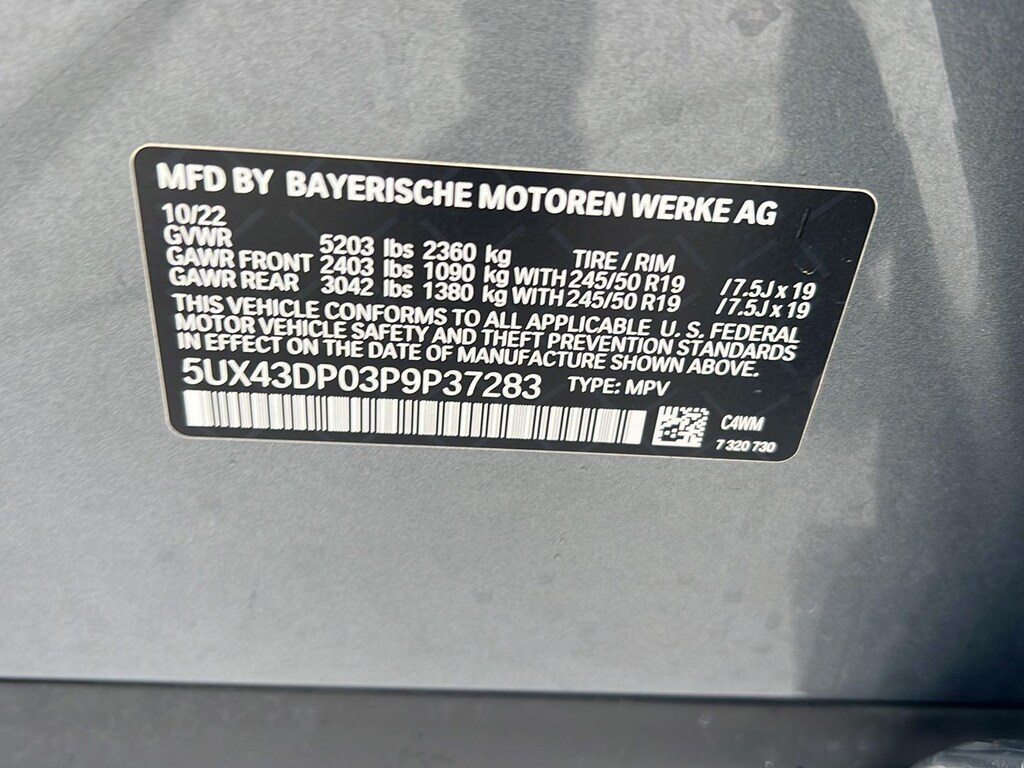 MFD BY BAYERISCHE MOTOREN WERKE AG
10/22
GVWR 5203 lbs 2360 kg TIRE / RIM
GAWR FRONT 2403 lbs 1090 kg WITH 245/50 R19 /7.5J x 19
GAWR REAR 3042 lbs 1380 kg WITH 245/50 R19 /7.5J x 19
THIS VEHICLE CONFORMS TO ALL APPLICABLE U. S. FEDERAL
MOTOR VEHICLE SAFETY AND THEFT PREVENTION STANDARDS
IN EFFECT ON THE DATE OF MANUFACTURE SHOWN ABOVE.
5UX43DP03P9P37283 TYPE: MPV
C4WM
7 320 730